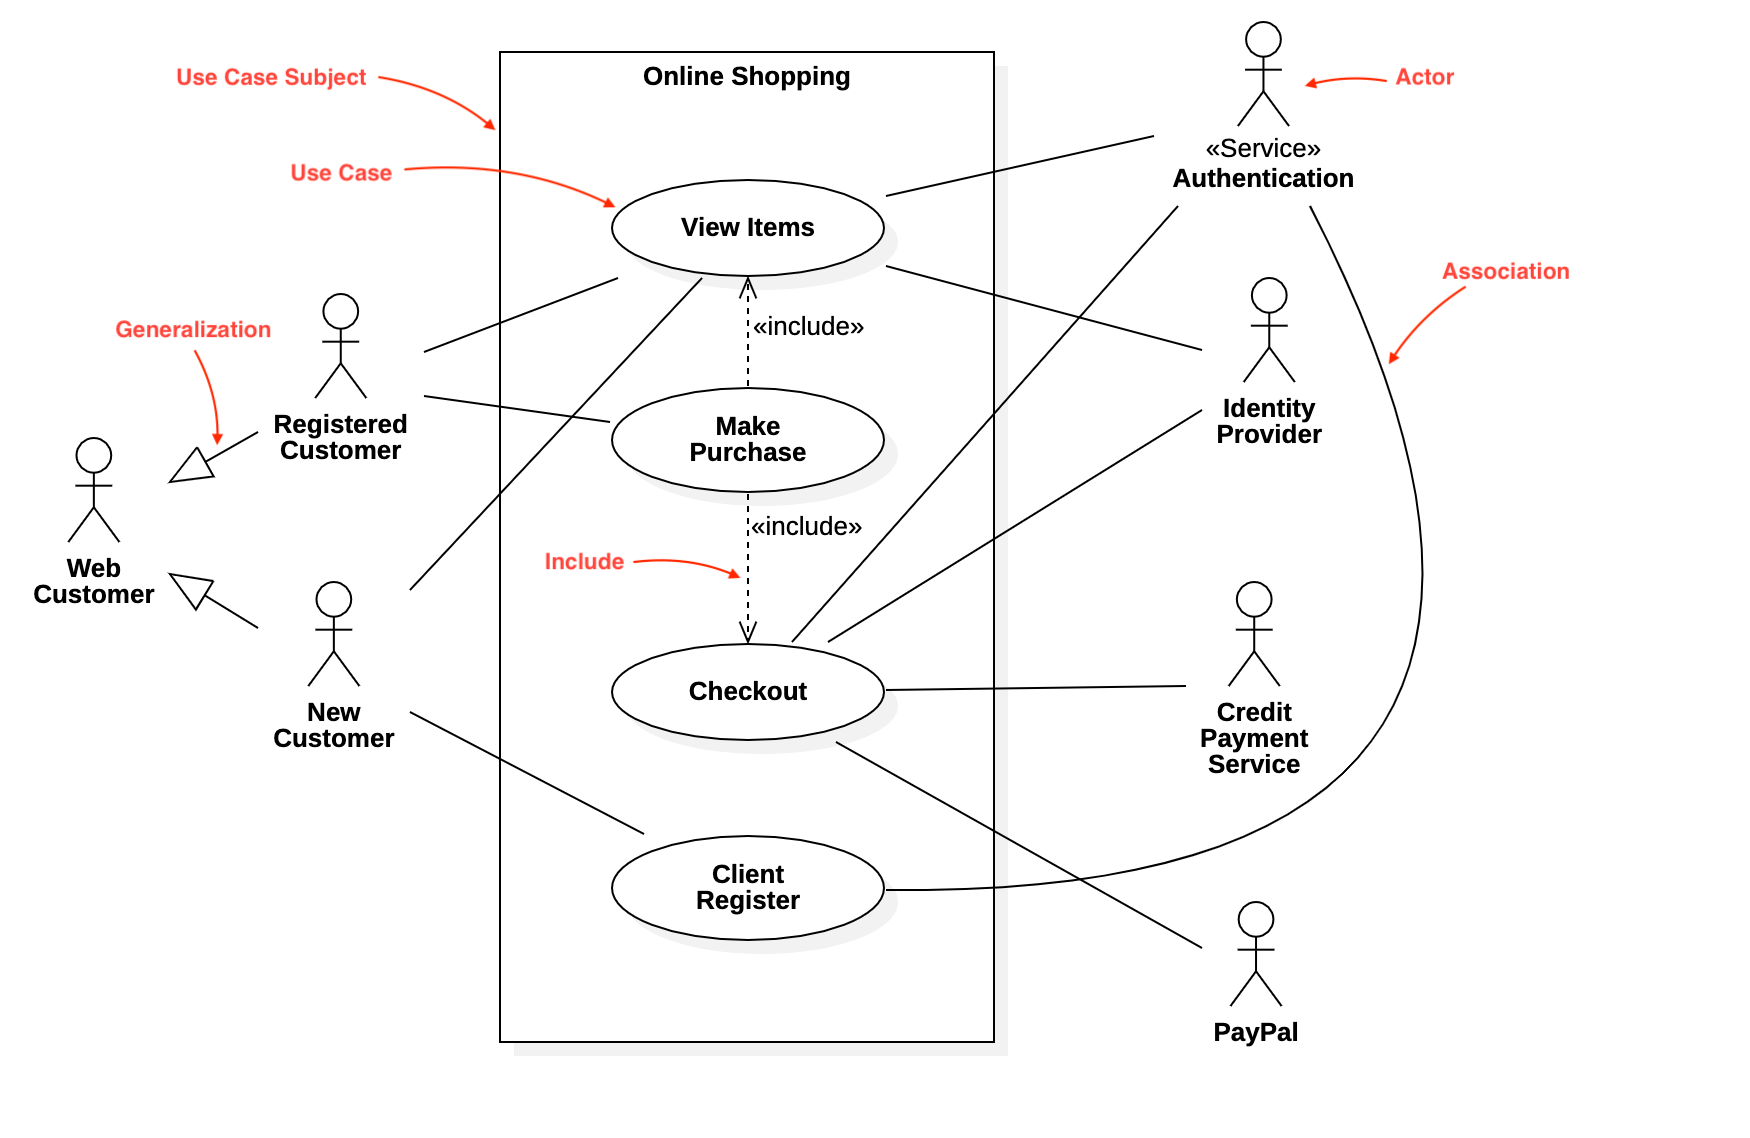 Use Case Subject
Online Shopping
Actor
«Service»
Authentication
Use Case
View Items
Association
Generalization
«include»
Registered
Customer
Make
Purchase
Identity
Provider
Web
Customer
«include»
Include
Checkout
New
Customer
Credit
Payment
Service
Client
Register
PayPal